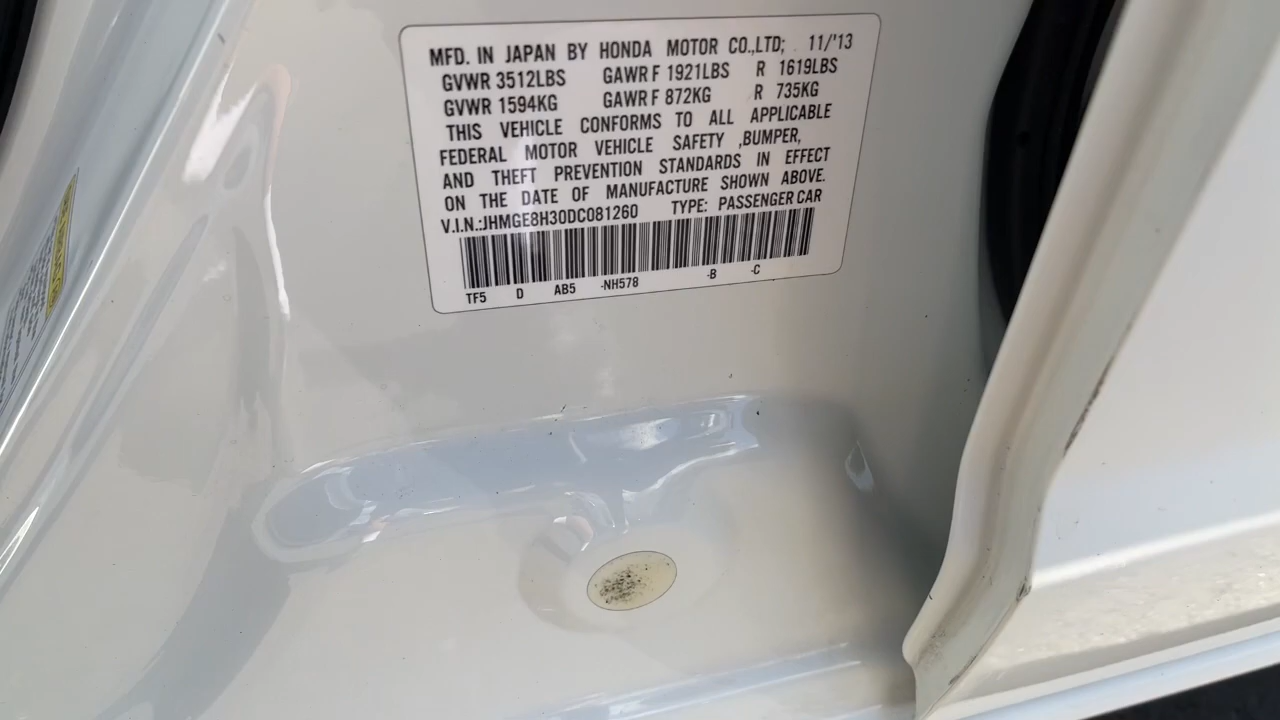 MFD. IN JAPAN BY HONDA MOTOR CO.,LTD; 11/'13
GVWR 3512LBS GAWR F 1921LBS R 1619LBS
GVWR 1594KG GAWR F 872KG R 735KG
THIS VEHICLE CONFORMS TO ALL APPLICABLE
FEDERAL MOTOR VEHICLE SAFETY ,BUMPER,
AND THEFT PREVENTION STANDARDS IN EFFECT
ON THE DATE OF MANUFACTURE SHOWN ABOVE.
V.I.N.:JHMGE8H30DC081260 TYPE: PASSENGER CAR
TF5 D AB5 -NH578 -B -C